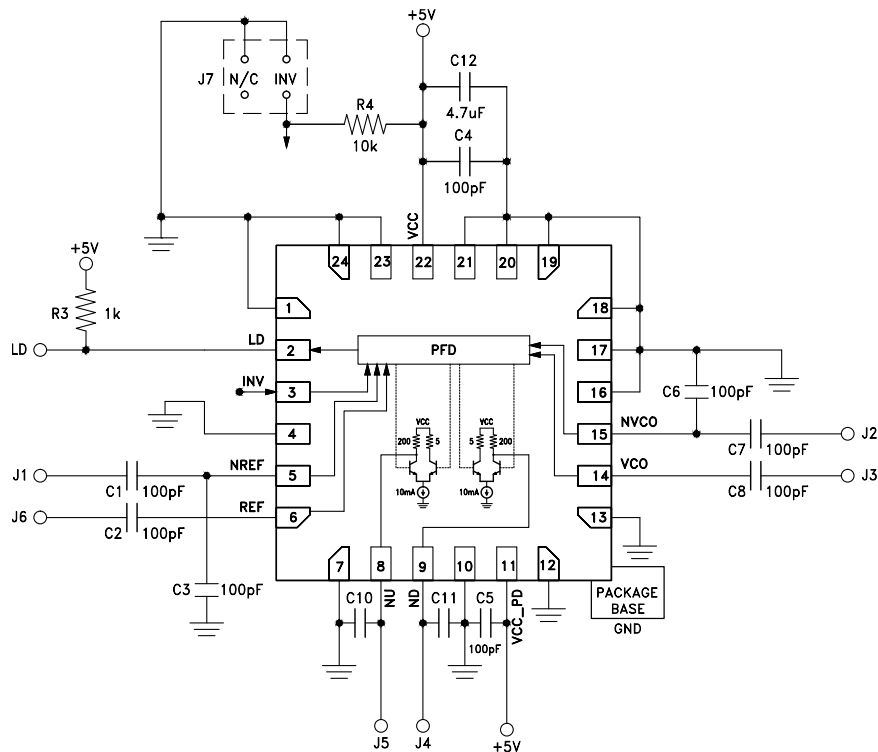 +5V
J7
N/C
INV
C12
4.7uF
R4
10k
C4
100pF
VCC
+5V
R3
1k
24
23
22
21
20
19
1
18
LD
LD
2
PFD
17
INV
3
16
C6
100pF
4
VCC
VCC
200
5
5
200
15
NVCO
C7
100pF
J2
J1
C1
100pF
NREF
5
10mA
10mA
14
VCO
C8
100pF
J3
J6
C2
100pF
REF
6
13
7
8
9
10
11
12
C3
100pF
C10
NU
ND
C11
C5
100pF
VCC_PD
PACKAGE
BASE
GND
J5
J4
+5V